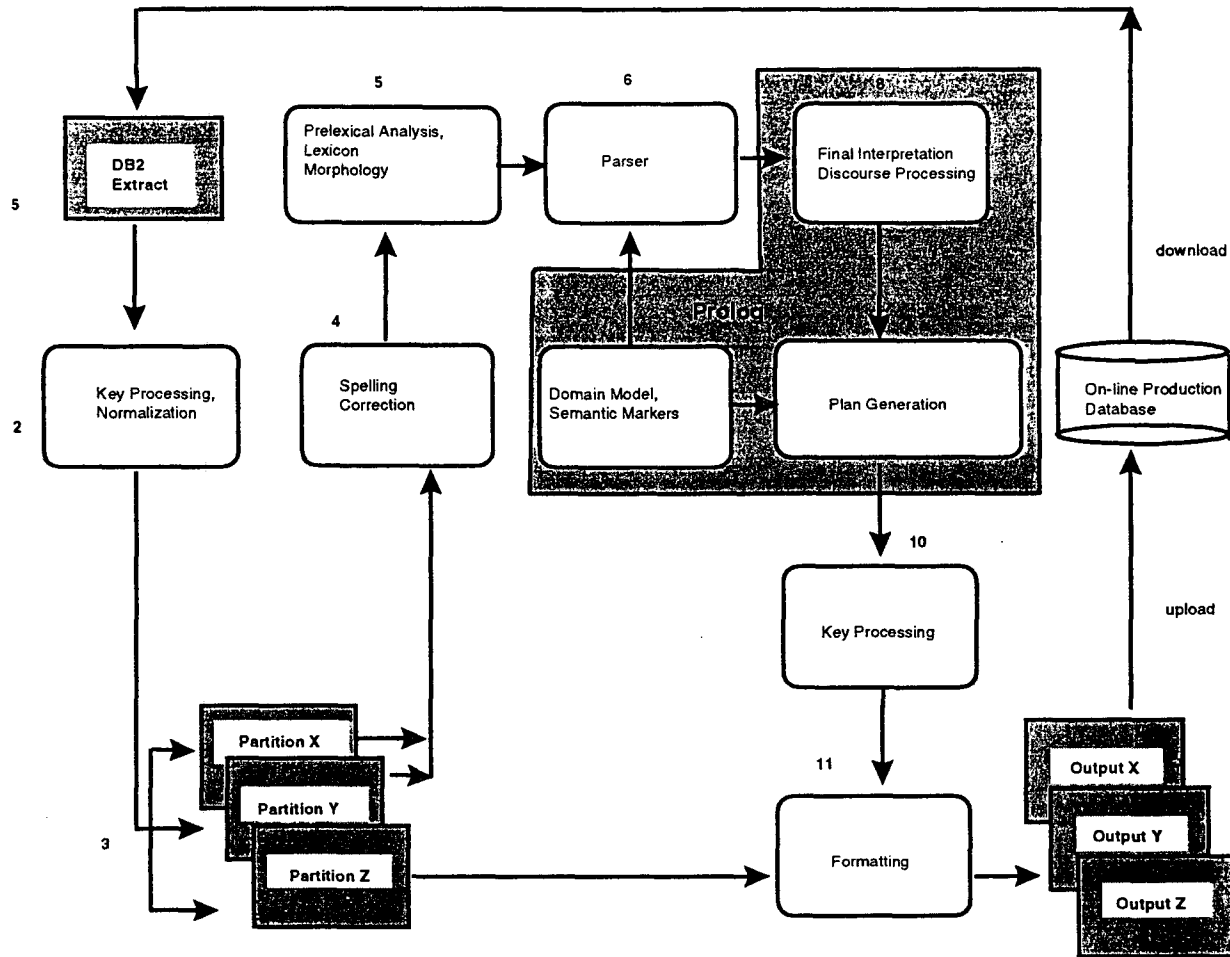 5
6
8
Prelexical Analysis,
Lexicon
Morphology
Parser
Final Interpretation
Discourse Processing
DB2
Extract
5
download
Prolog
4
Key Processing,
Normalization
2
Spelling
Correction
Domain Model,
Semantic Markers
Plan Generation
On-line Production
Database
10
Key Processing
upload
Partition X
Partition Y
Partition Z
3
11
Formatting
Output X
Output Y
Output Z